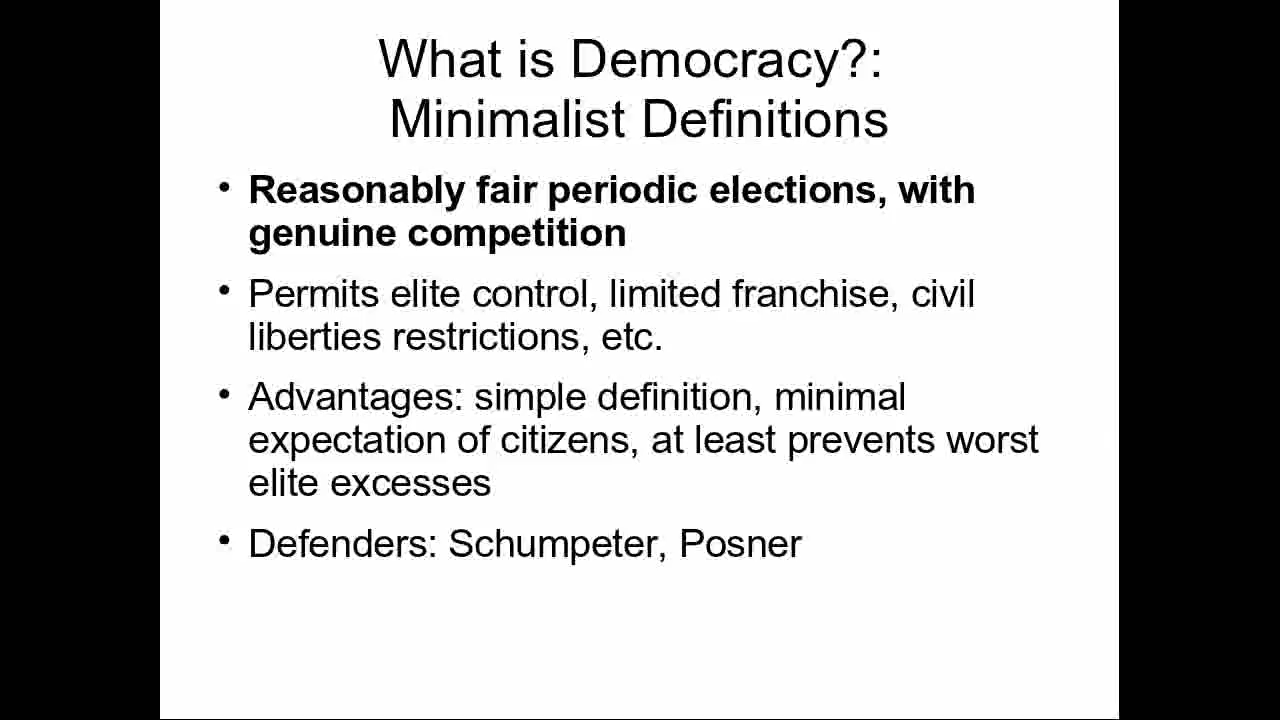 What is Democracy?:
Minimalist Definitions
• Reasonably fair periodic elections, with
genuine competition
• Permits elite control, limited franchise, civil
liberties restrictions, etc.
• Advantages: simple definition, minimal
expectation of citizens, at least prevents worst
elite excesses
• Defenders: Schumpeter, Posner